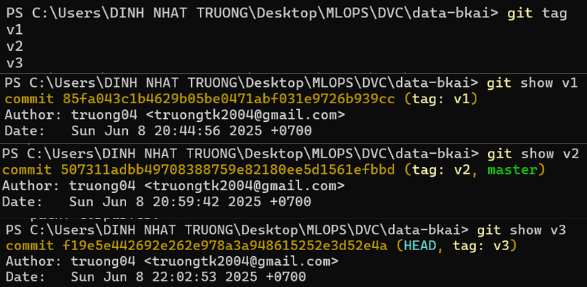 PS C:\Users\DINH NHAT TRUONG\Desktop\MLOPS\DVC\data-bkai> git tag
v1
v2
v3
PS C:\Users\DINH NHAT TRUONG\Desktop\MLOPS\DVC\data-bkai> git show v1
commit 85fa043c1b4629b05be0471abf031e9726b939cc (tag: v1)
Author: truong04 <truongtk2004@gmail.com>
Date:   Sun Jun 8 20:44:56 2025 +0700
PS C:\Users\DINH NHAT TRUONG\Desktop\MLOPS\DVC\data-bkai> git show v2
commit 507311adbb49708388759e82180ee5d1561efbbd (tag: v2, master)
Author: truong04 <truongtk2004@gmail.com>
Date:   Sun Jun 8 20:59:42 2025 +0700
PS C:\Users\DINH NHAT TRUONG\Desktop\MLOPS\DVC\data-bkai> git show v3
commit f19e5e442692e262e978a3a948615252e3d52e4a (HEAD, tag: v3)
Author: truong04 <truongtk2004@gmail.com>
Date:   Sun Jun 8 22:02:53 2025 +0700